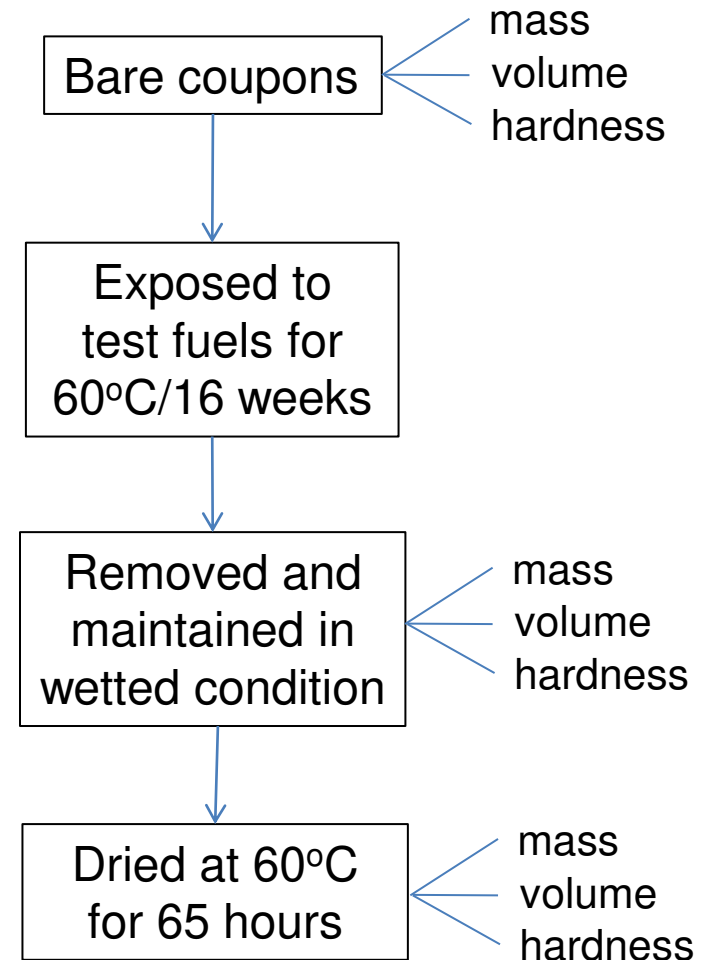 mass
Bare coupons
volume
hardness
Exposed to
test fuels for
60ºC/16 weeks
Removed and
maintained in
wetted condition
mass
volume
hardness
Dried at 60ºC
for 65 hours
mass
volume
hardness